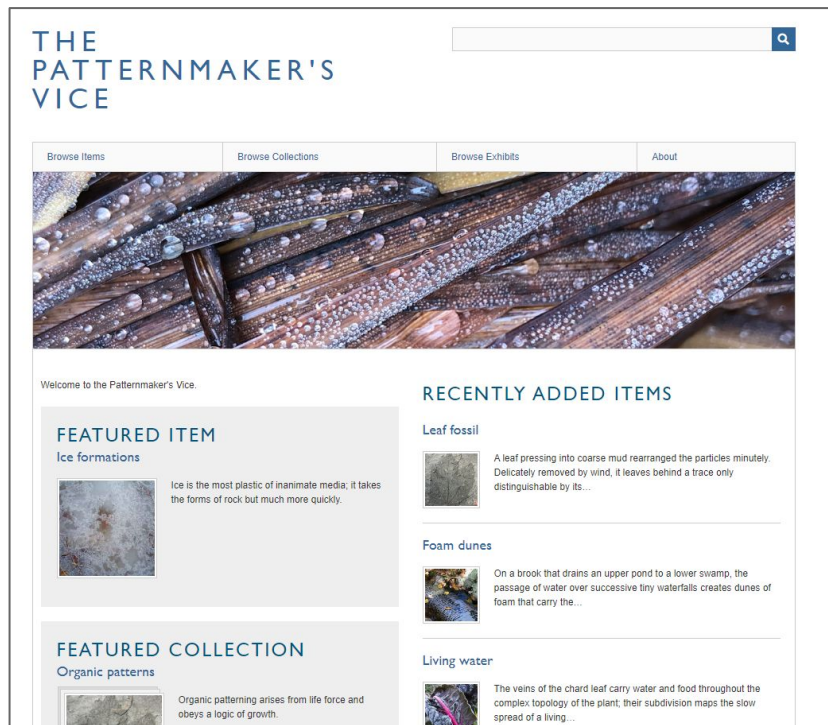 THE
PATTERNMAKER'S
VICE
Browse Items
Browse Collections
Browse Exhibits
About
Welcome to the Patternmaker's Vice.
FEATURED ITEM
Ice formations
Ice is the most plastic of inanimate media; it takes
the forms of rock but much more quickly.
FEATURED COLLECTION
Organic patterns
Organic patterning arises from life force and
obeys a logic of growth.
RECENTLY ADDED ITEMS
Leaf fossil
A leaf pressing into coarse mud rearranged the particles minutely.
Delicately removed by wind, it leaves behind a trace only
distinguishable by its…
Foam dunes
On a brook that drains an upper pond to a lower swamp, the
passage of water over successive tiny waterfalls creates dunes of
foam that carry the…
Living water
The veins of the chard leaf carry water and food throughout the
complex topology of the plant; their subdivision maps the slow
spread of a living…